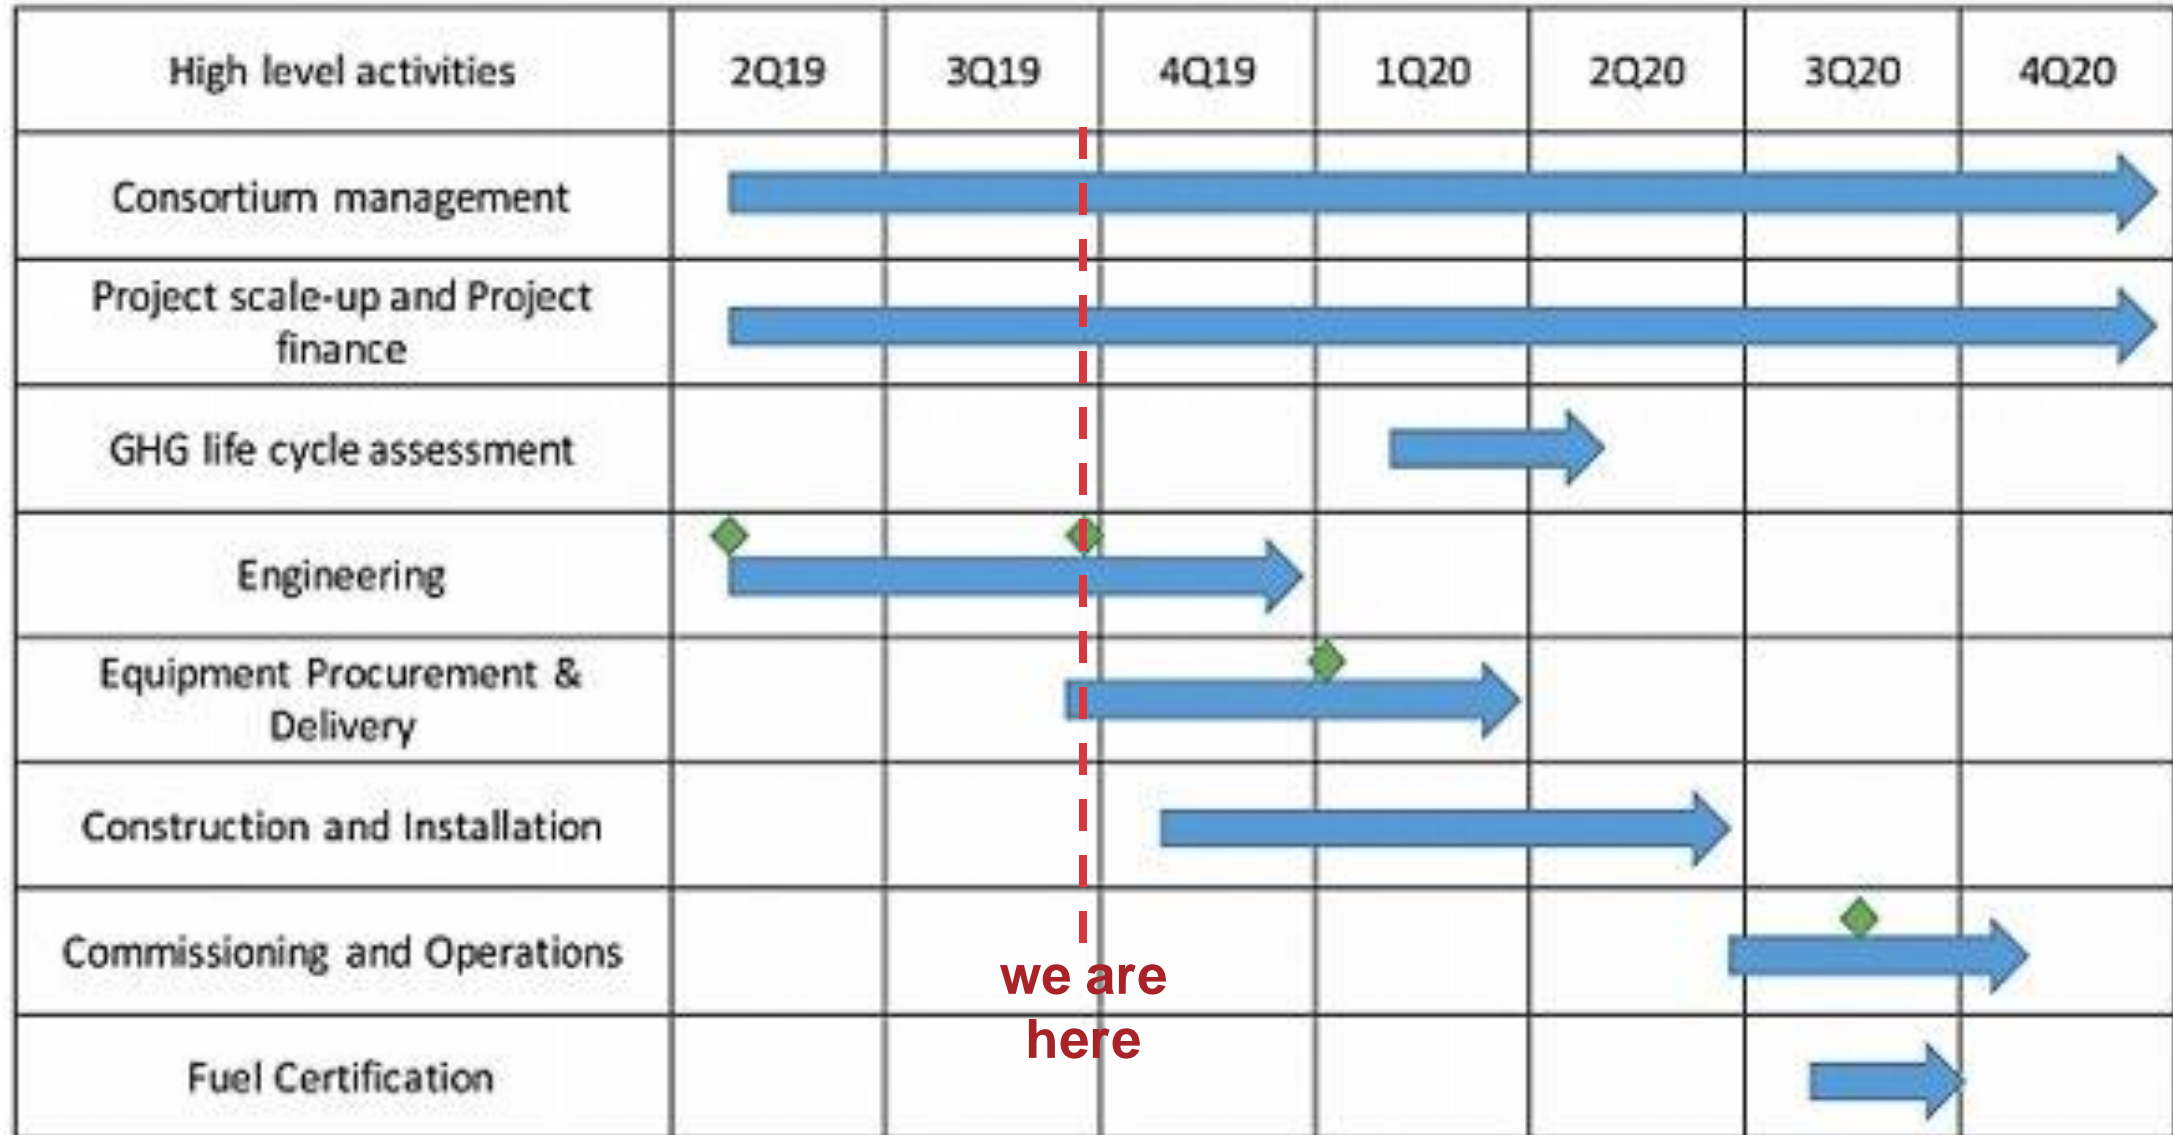 High level activities 2Q19 3Q19 4Q19 1Q20 2Q20 3Q20 4Q20
Consortium management
Project scale-up and Project
finance
GHG life cycle assessment
Engineering
Equipment Procurement &
Delivery
Construction and Installation
Commissioning and Operations
we are
here
Fuel Certification